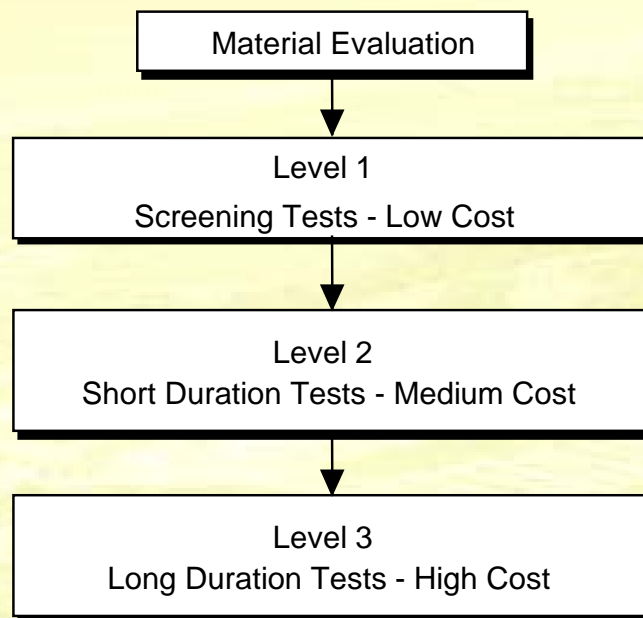 Material Evaluation
Level 1
Screening Tests - Low Cost
Level 2
Short Duration Tests - Medium Cost
Level 3
Long Duration Tests - High Cost